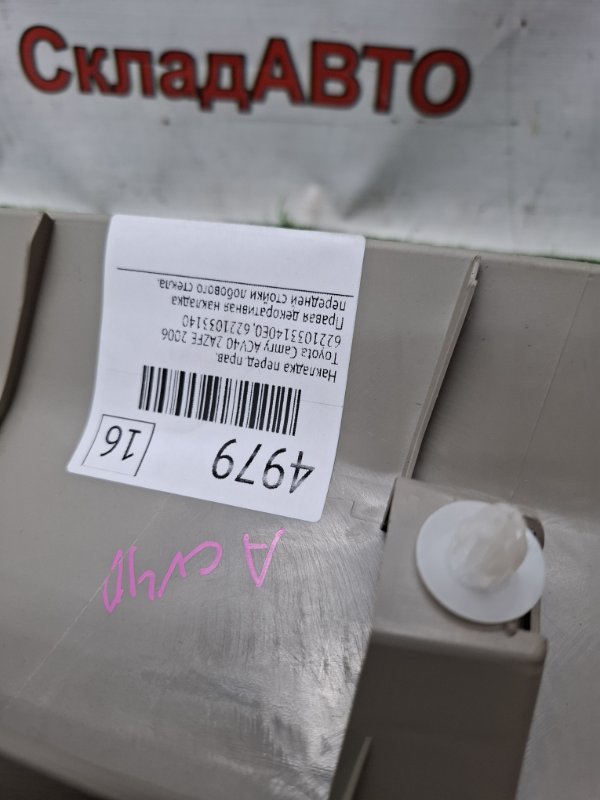 СкладАВТО
4979
16
Накладка перед.прав.
Toyota Camry ACV40 2AZFE 2006
6221033140E0, 6221033140
Правая декоративная накладка
передней стойки лобового стекла.
ACV40